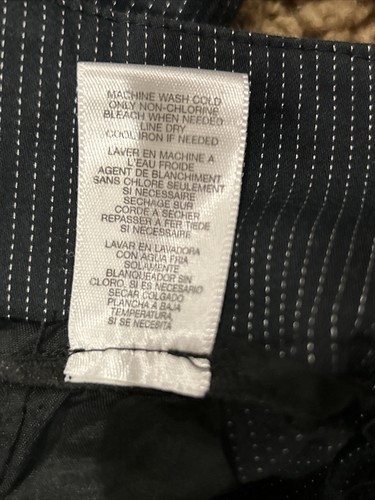 MACHINE WASH COLD
ONLY NON-CHLORINE
BLEACH WHEN NEEDED
LINE DRY
COOL IRON IF NEEDED
LAVER EN MACHINE A
L'EAU FROIDE
AGENT DE BLANCHIMENT
SANS CHLORE SEULEMENT
SI NECESSAIRE
SECHAGE SUR
CORDE A SECHER
REPASSER A FER TIEDE
SI NECESSAIRE
LAVAR EN LAVADORA
CON AGUA FRIA
SOLAMENTE
BLANQUEADOR SIN
CLORO, SI ES NECESARIO
SECAR COLGADO
PLANCHA A BAJA
TEMPERATURA
SI SE NECESITA